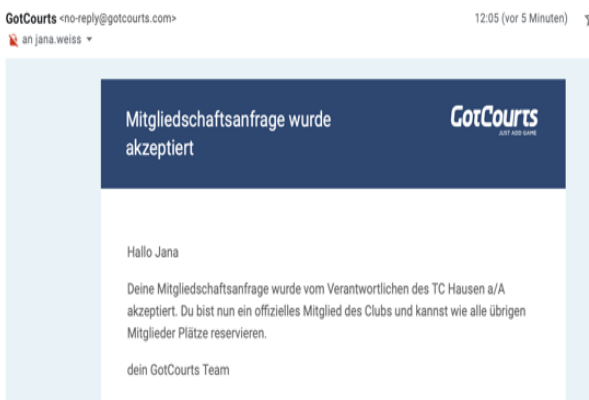 GotCourts <no-reply@gotcourts.com>
12:05 (vor 5 Minuten)
an jana.weiss
Mitgliedschaftsanfrage wurde
akzeptiert
GotCourts
JUST ADD GAME
Hallo Jana
Deine Mitgliedschaftsanfrage wurde vom Verantwortlichen des TC Hausen a/A
akzeptiert. Du bist nun ein offizielles Mitglied des Clubs und kannst wie alle übrigen
Mitglieder Plätze reservieren.
dein GotCourts Team